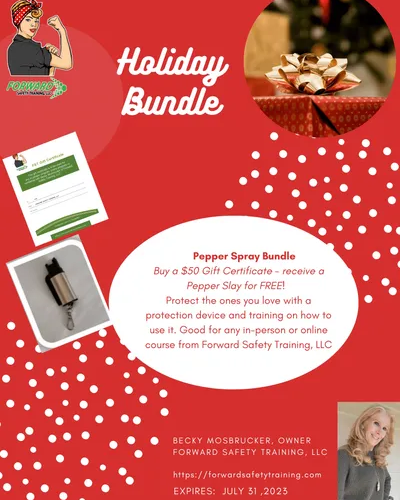 FORWARD
SAFETY TRAINING, LLC
Holiday
Bundle
GIFT CERTIFICATE
Pepper Spray Bundle
Buy a $50 Gift Certificate - receive a
Pepper Slay for FREE!
Protect the ones you love with a
protection device and training on how to
use it. Good for any in-person or online
course from Forward Safety Training, LLC
BECKY MOSBRUCKER, OWNER
FORWARD SAFETY TRAINING, LLC
https://forwardsafetytraining.com
EXPIRES: JULY 31 ,2023